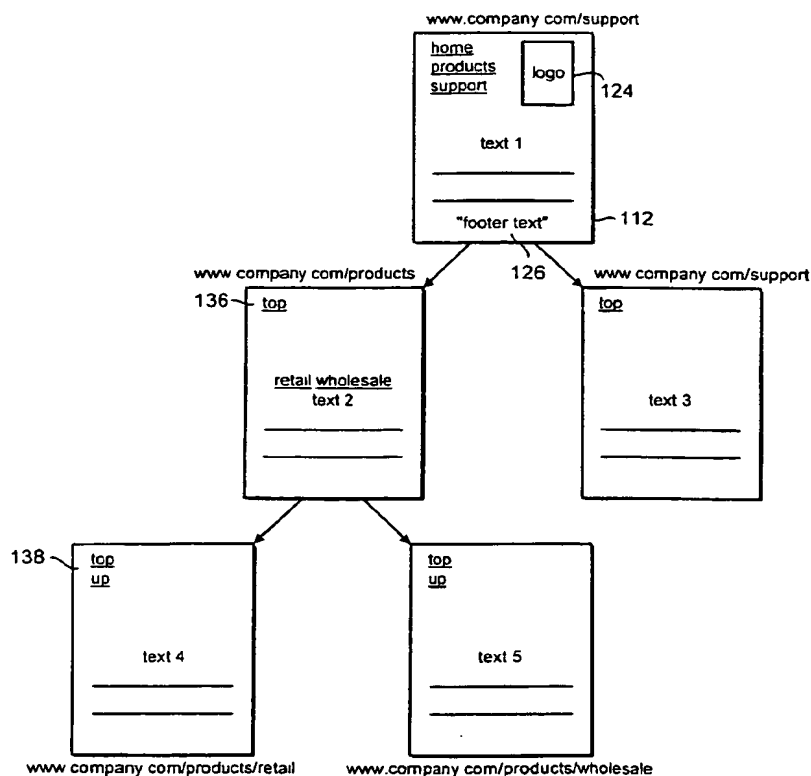 www.company com/support
home
products
support
logo
124
text 1
"footer text"
112
126
www company com/products
www company com/support
136
top
retail wholesale
text 2
top
text 3
138
top
up
text 4
top
up
text 5
www company com/products/retail
www.company com/products/wholesale